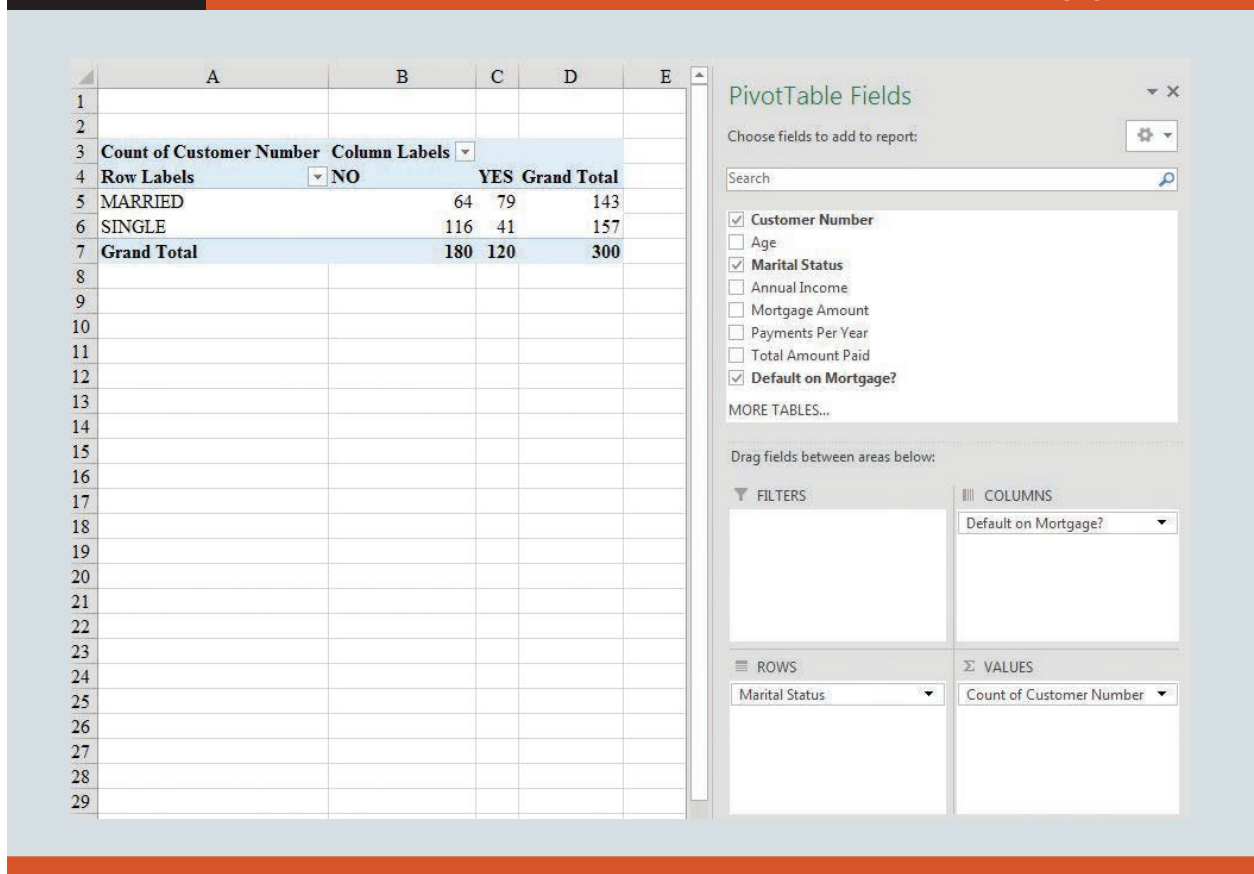 A B C D E
1
2
3 Count of Customer Number Column Labels
4 Row Labels NO YES Grand Total
5 MARRIED 64 79 143
6 SINGLE 116 41 157
7 Grand Total 180 120 300
8
9
10
11
12
13
14
15
16
17
18
19
20
21
22
23
24
25
26
27
28
29
PivotTable Fields
Choose fields to add to report:
Search
Customer Number
Age
Marital Status
Annual Income
Mortgage Amount
Payments Per Year
Total Amount Paid
Default on Mortgage?
MORE TABLES...
Drag fields between areas below:
FILTERS
COLUMNS
Default on Mortgage?
ROWS
Marital Status
Σ VALUES
Count of Customer Number